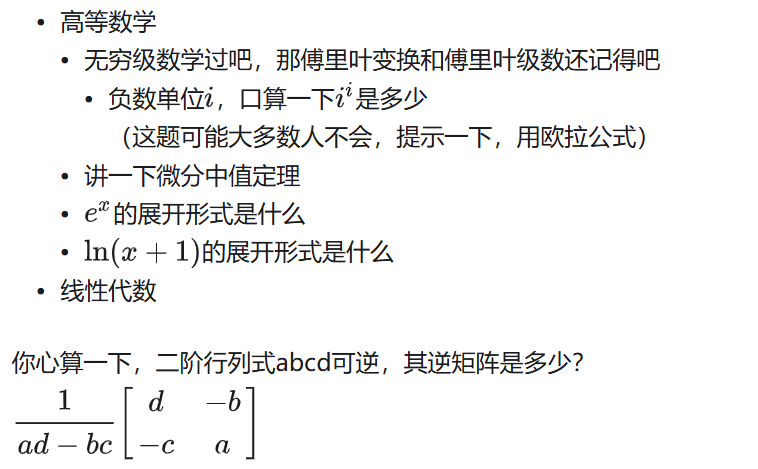 • 高等数学
• 无穷级数学过吧，那傅里叶变换和傅里叶级数还记得吧
• 负数单位$i$，口算一下$i^i$是多少
（这题可能大多数人不会，提示一下，用欧拉公式）
• 讲一下微分中值定理
• $e^x$的展开形式是什么
• $\ln(x+1)$的展开形式是什么
• 线性代数
你心算一下，二阶行列式abcd可逆，其逆矩阵是多少？
$\frac{1}{ad-bc}\begin{bmatrix} d & -b \\ -c & a \end{bmatrix}$